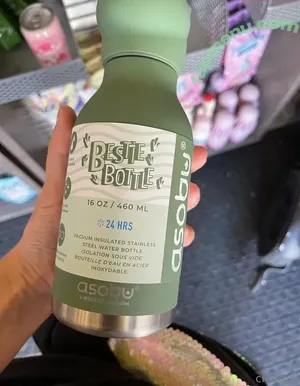 BESTIE
BOTTLE
16 OZ / 460 ML
24 HRS
VACUUM INSULATED STAINLESS
STEEL WATER BOTTLE
ISOLATION SOUS VIDE
BOUTEILLE D'EAU EN ACIER
INOXYDABLE.
asobu®
asobu®